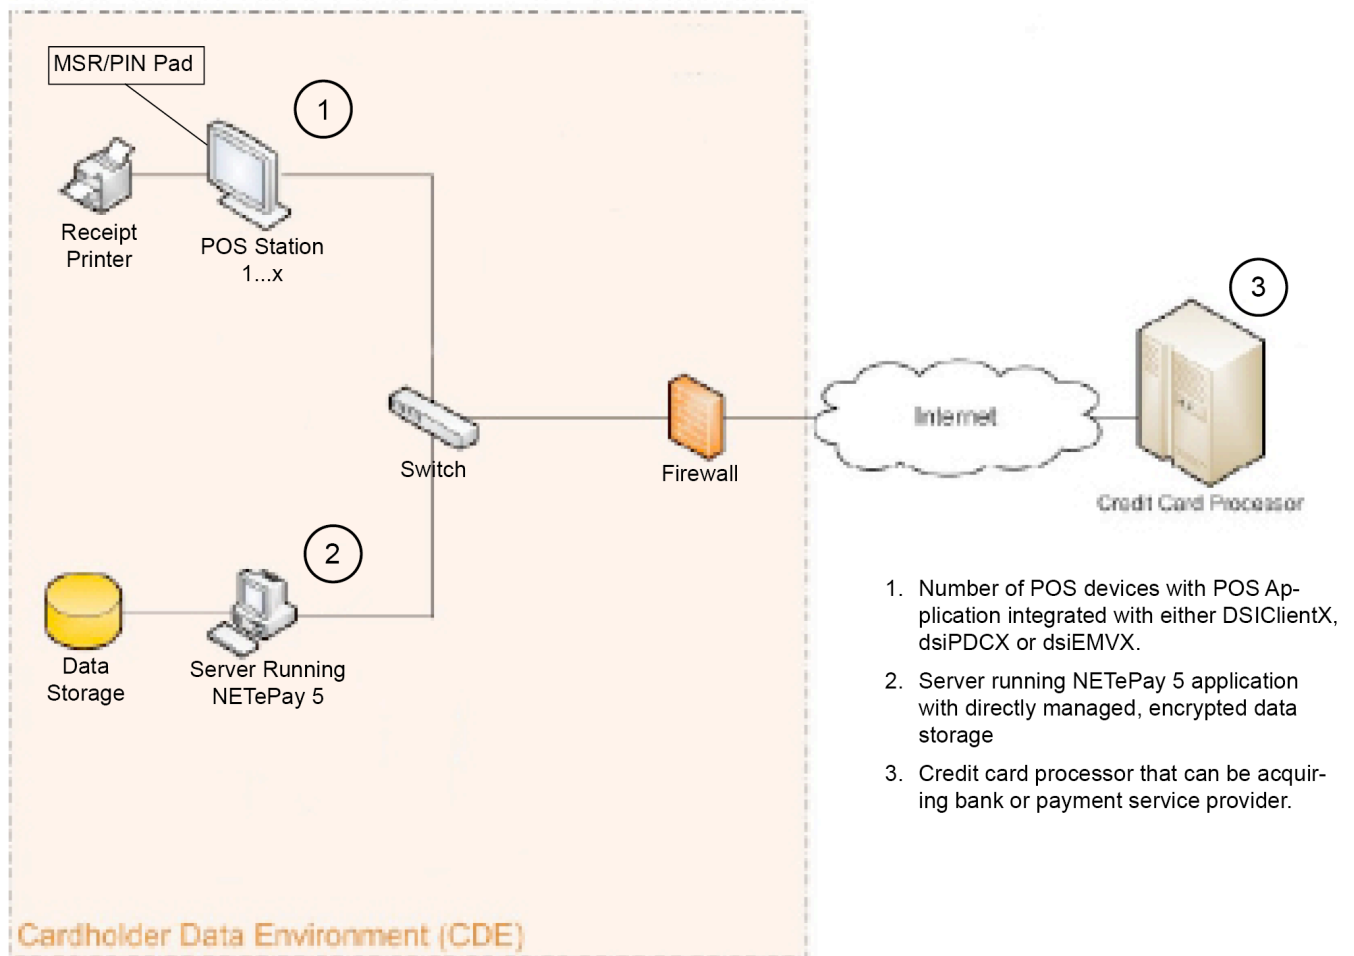 MSR/PIN Pad
1
Receipt
Printer
POS Station
1...x
3
Switch
Firewall
Internet
Credit Card Processor
2
Data
Storage
Server Running
NETePay 5
1. Number of POS devices with POS Ap-
plication integrated with either DSIClientX,
dsiPDCX or dsiEMVX.
2. Server running NETePay 5 application
with directly managed, encrypted data
storage
3. Credit card processor that can be acquir-
ing bank or payment service provider.
Cardholder Data Environment (CDE)